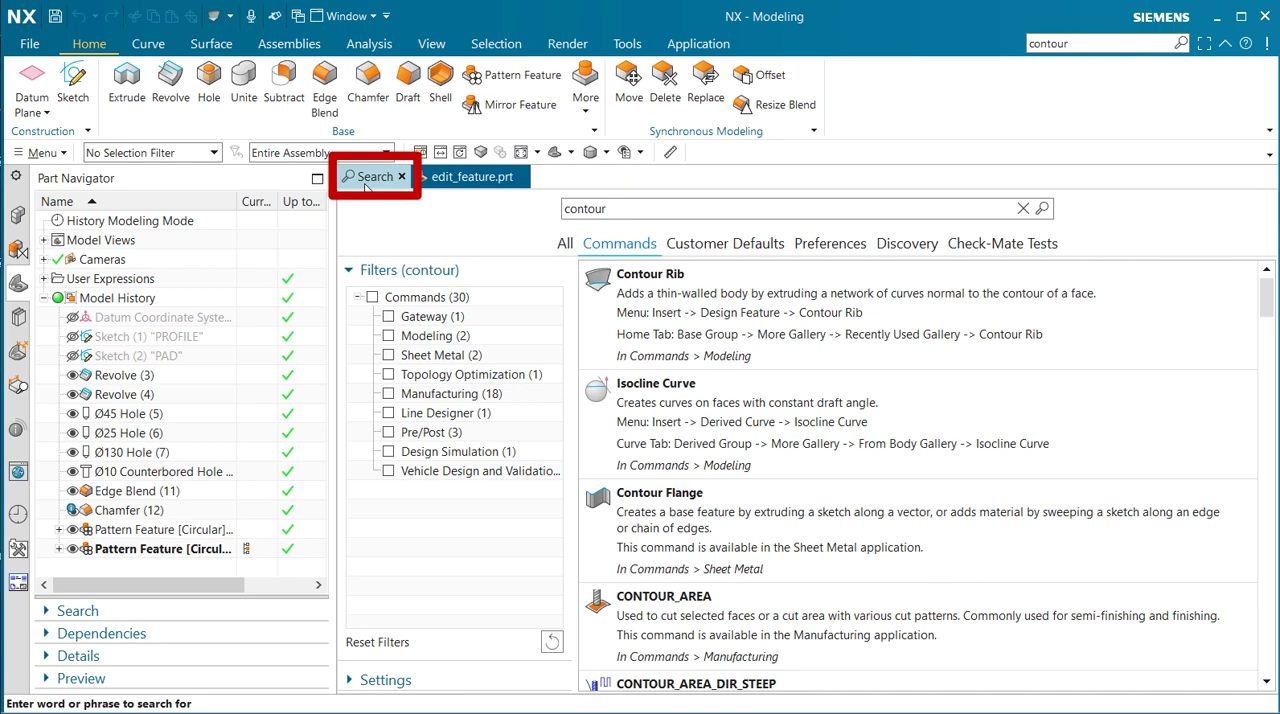 NX
Window
NX - Modeling
SIEMENS
File
Home
Curve
Surface
Assemblies
Analysis
View
Selection
Render
Tools
Application
contour
Datum Plane
Sketch
Extrude
Revolve
Hole
Unite
Subtract
Edge Blend
Chamfer
Draft
Shell
Pattern Feature
Mirror Feature
More
Move
Delete
Replace
Offset
Resize Blend
Construction
Base
Synchronous Modeling
Menu
No Selection Filter
Entire Assembly
Part Navigator
Search
edit_feature.prt
Name
Curr...
Up to...
History Modeling Mode
Model Views
Cameras
User Expressions
Model History
Datum Coordinate Syste...
Sketch (1) "PROFILE"
Sketch (2) "PAD"
Revolve (3)
Revolve (4)
Ø45 Hole (5)
Ø25 Hole (6)
Ø130 Hole (7)
Ø10 Counterbored Hole ...
Edge Blend (11)
Chamfer (12)
Pattern Feature [Circular]...
Pattern Feature [Circul...
Search
Dependencies
Details
Preview
contour
All
Commands
Customer Defaults
Preferences
Discovery
Check-Mate Tests
Filters (contour)
Commands (30)
Gateway (1)
Modeling (2)
Sheet Metal (2)
Topology Optimization (1)
Manufacturing (18)
Line Designer (1)
Pre/Post (3)
Design Simulation (1)
Vehicle Design and Validatio...
Reset Filters
Settings
Contour Rib
Adds a thin-walled body by extruding a network of curves normal to the contour of a face.
Menu: Insert -> Design Feature -> Contour Rib
Home Tab: Base Group -> More Gallery -> Recently Used Gallery -> Contour Rib
In Commands > Modeling
Isocline Curve
Creates curves on faces with constant draft angle.
Menu: Insert -> Derived Curve -> Isocline Curve
Curve Tab: Derived Group -> More Gallery -> From Body Gallery -> Isocline Curve
In Commands > Modeling
Contour Flange
Creates a base feature by extruding a sketch along a vector, or adds material by sweeping a sketch along an edge
or chain of edges.
This command is available in the Sheet Metal application.
In Commands > Sheet Metal
CONTOUR_AREA
Used to cut selected faces or a cut area with various cut patterns. Commonly used for semi-finishing and finishing.
This command is available in the Manufacturing application.
In Commands > Manufacturing
CONTOUR_AREA_DIR_STEEP
Enter word or phrase to search for